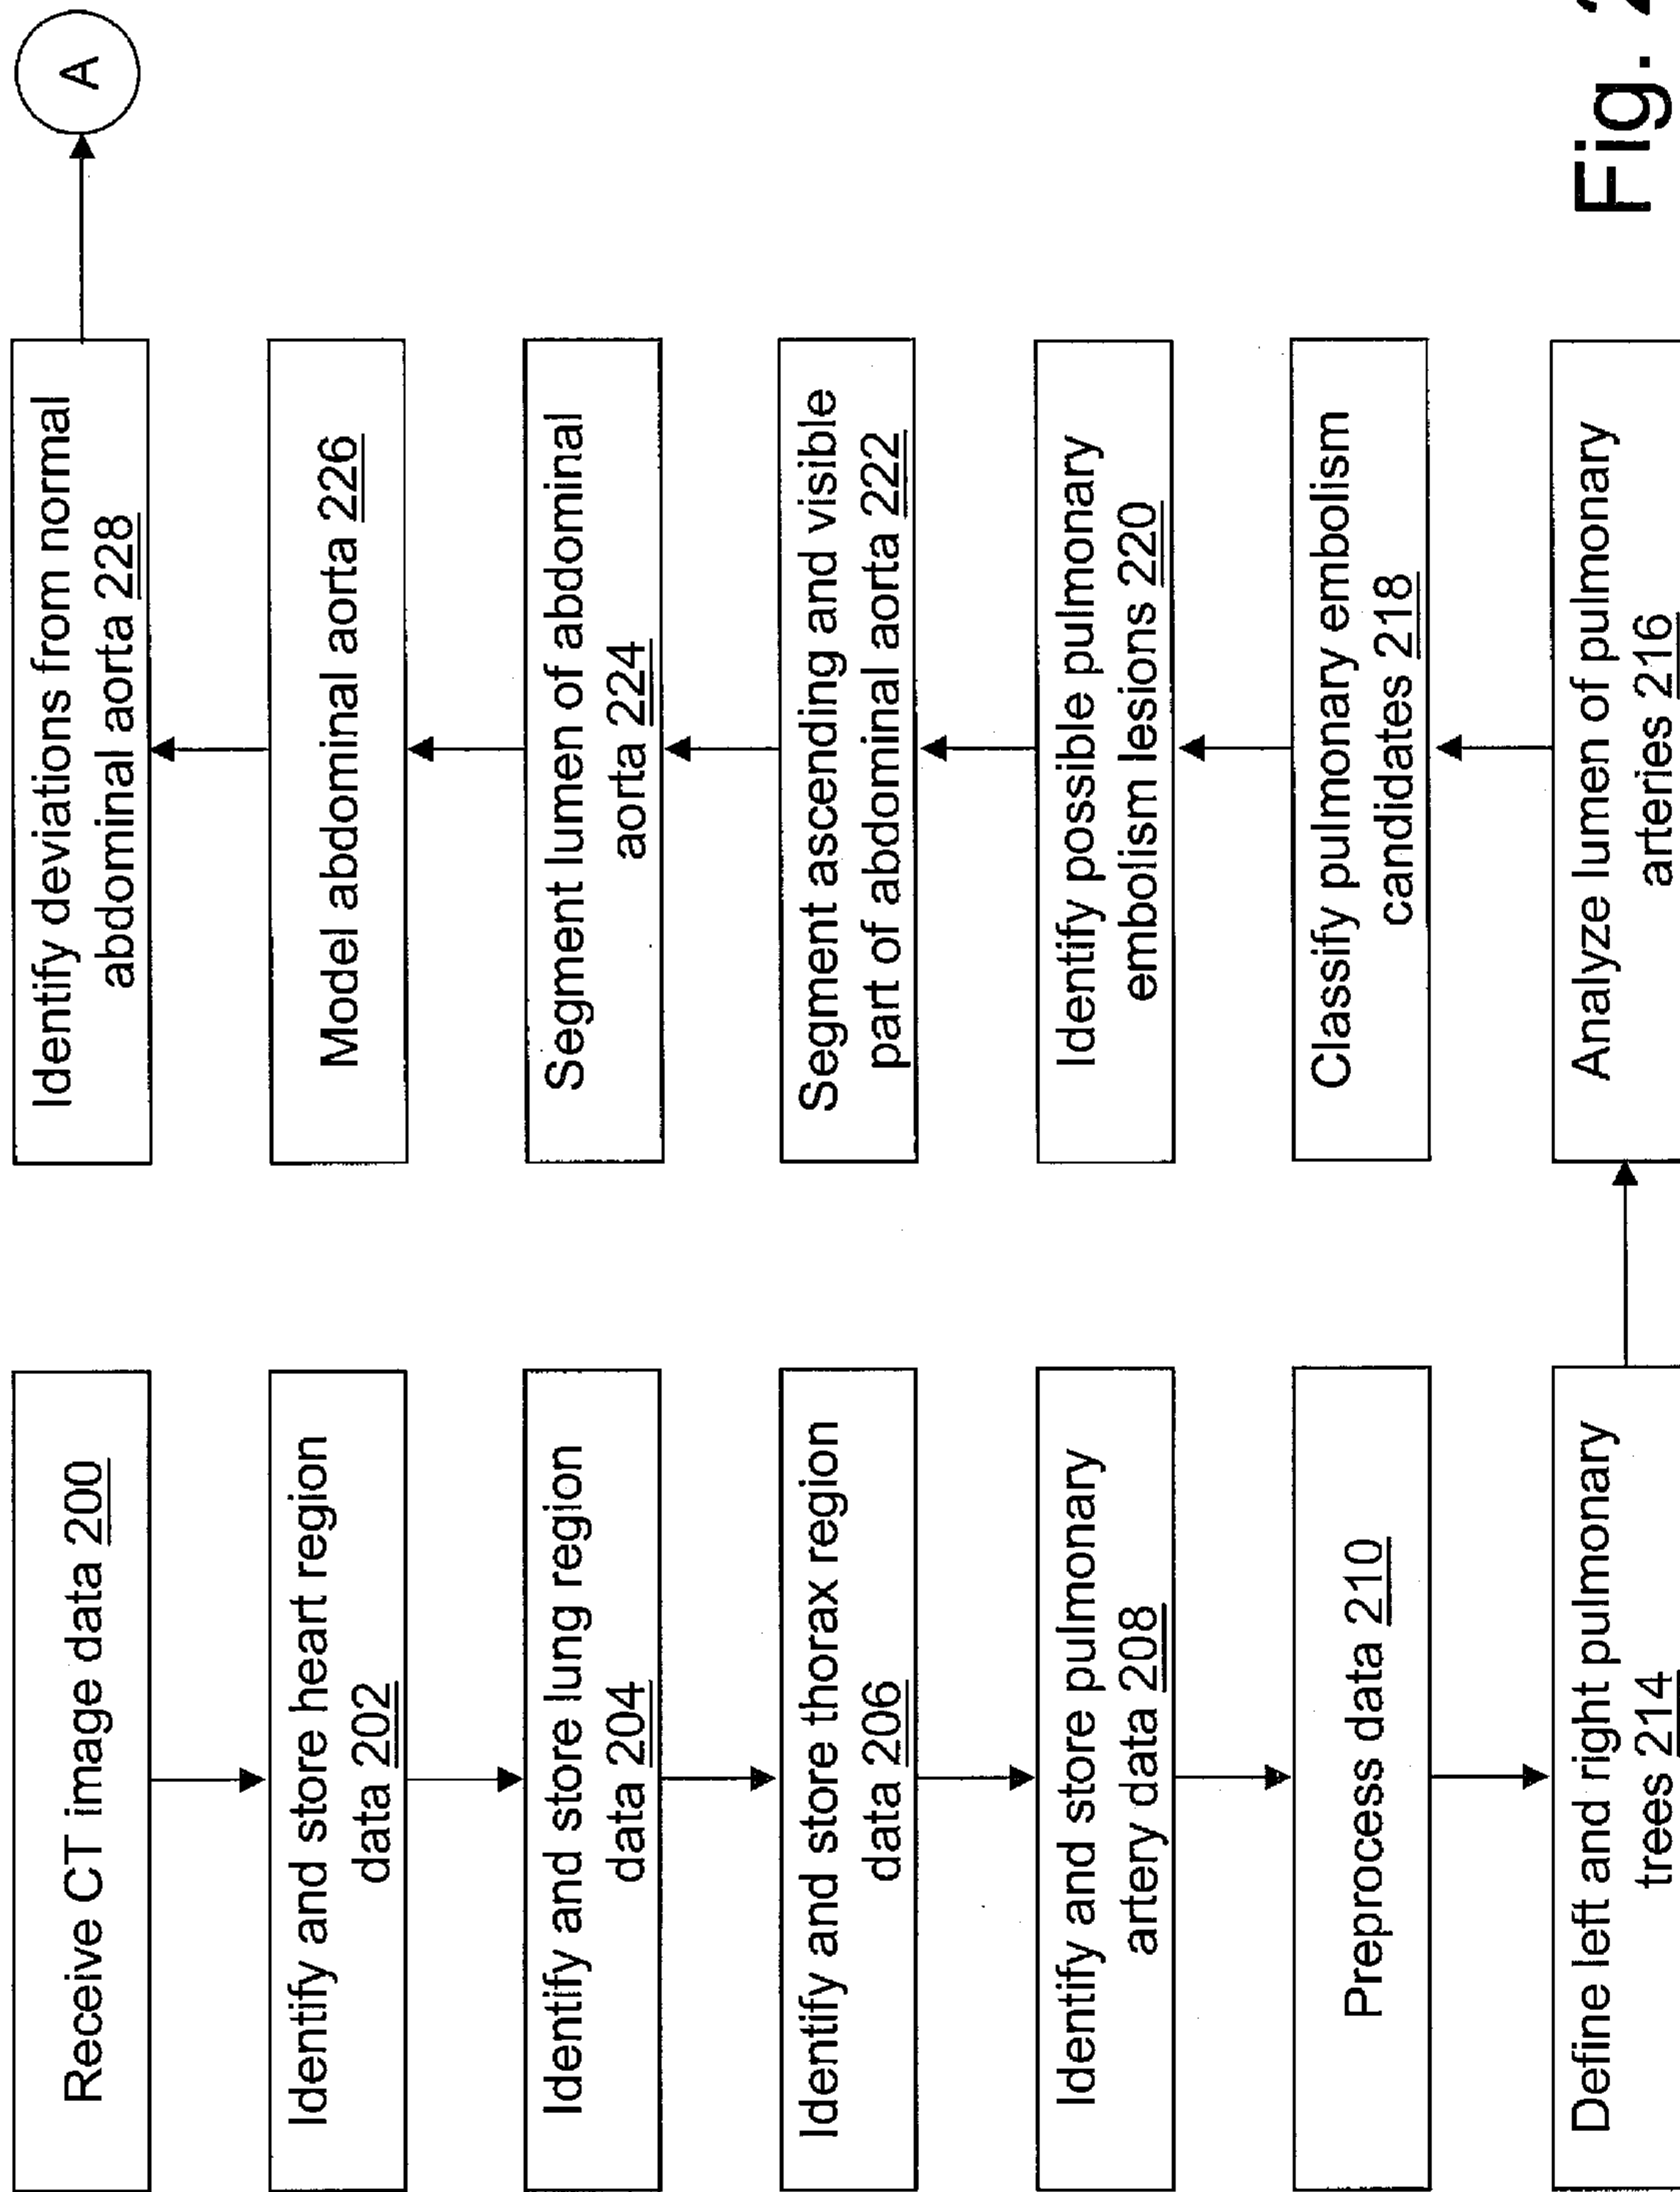 Receive CT image data 200
Identify and store heart region
data 202
Identify and store lung region
data 204
Identify and store thorax region
data 206
Identify and store pulmonary
artery data 208
Preprocess data 210
Define left and right pulmonary
trees 214
Analyze lumen of pulmonary
arteries 216
Classify pulmonary embolism
candidates 218
Identify possible pulmonary
embolism lesions 220
Segment ascending and visible
part of abdominal aorta 222
Segment lumen of abdominal
aorta 224
Model abdominal aorta 226
Identify deviations from normal
abdominal aorta 228
A
Fig. 2